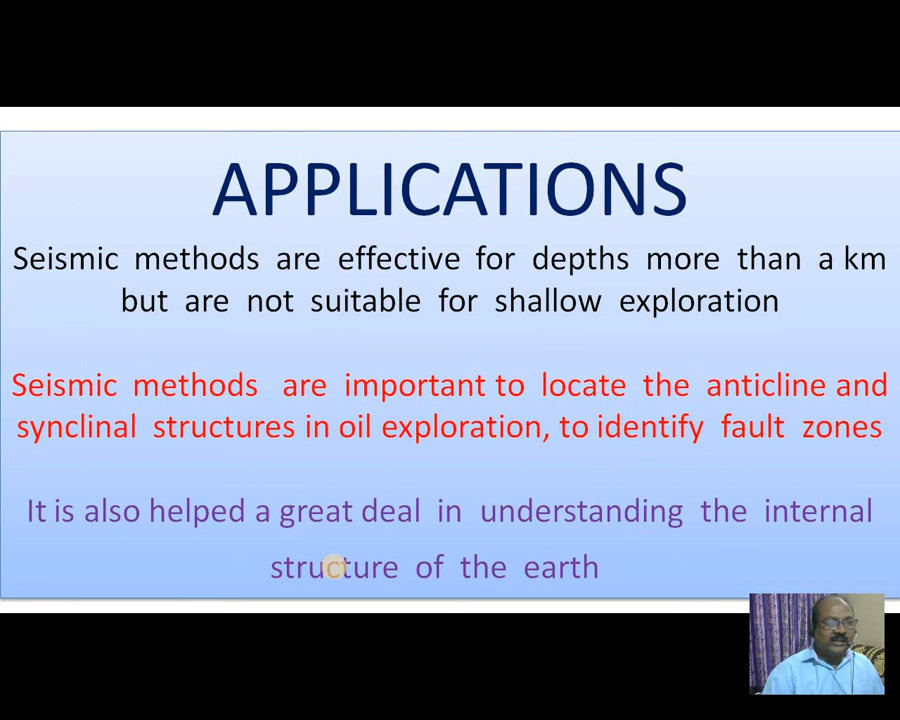 APPLICATIONS
Seismic methods are effective for depths more than a km
but are not suitable for shallow exploration
Seismic methods are important to locate the anticline and
synclinal structures in oil exploration, to identify fault zones
It is also helped a great deal in understanding the internal
structure of the earth